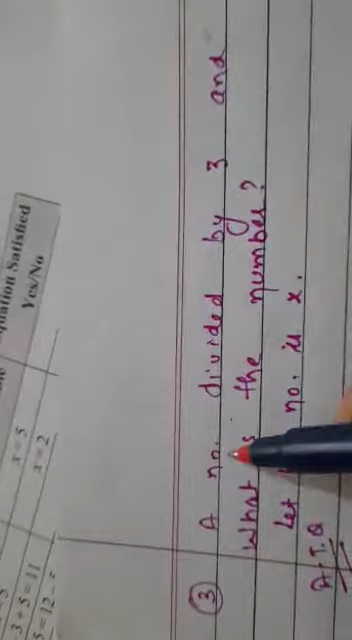 ③ A no. divided by 3 and
What is the number?
Let no. is x.
A.T.Q
Equation Satisfied
Yes/No
x = 5
x = 2
3 + 5 = 11
5 = 12